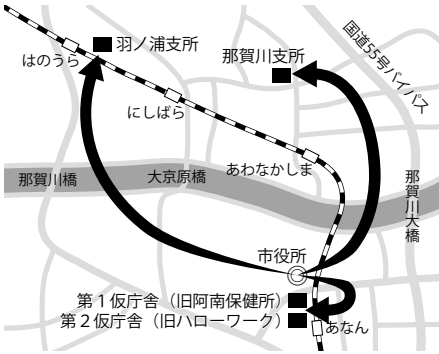 羽ノ浦支所
はのうら
那賀川支所
国道55号バイパス
にしばら
あわなかしま
那賀川橋
大京原橋
那賀川大橋
市役所
第1仮庁舎（旧阿南保健所）
第2仮庁舎（旧ハローワーク）
あなん